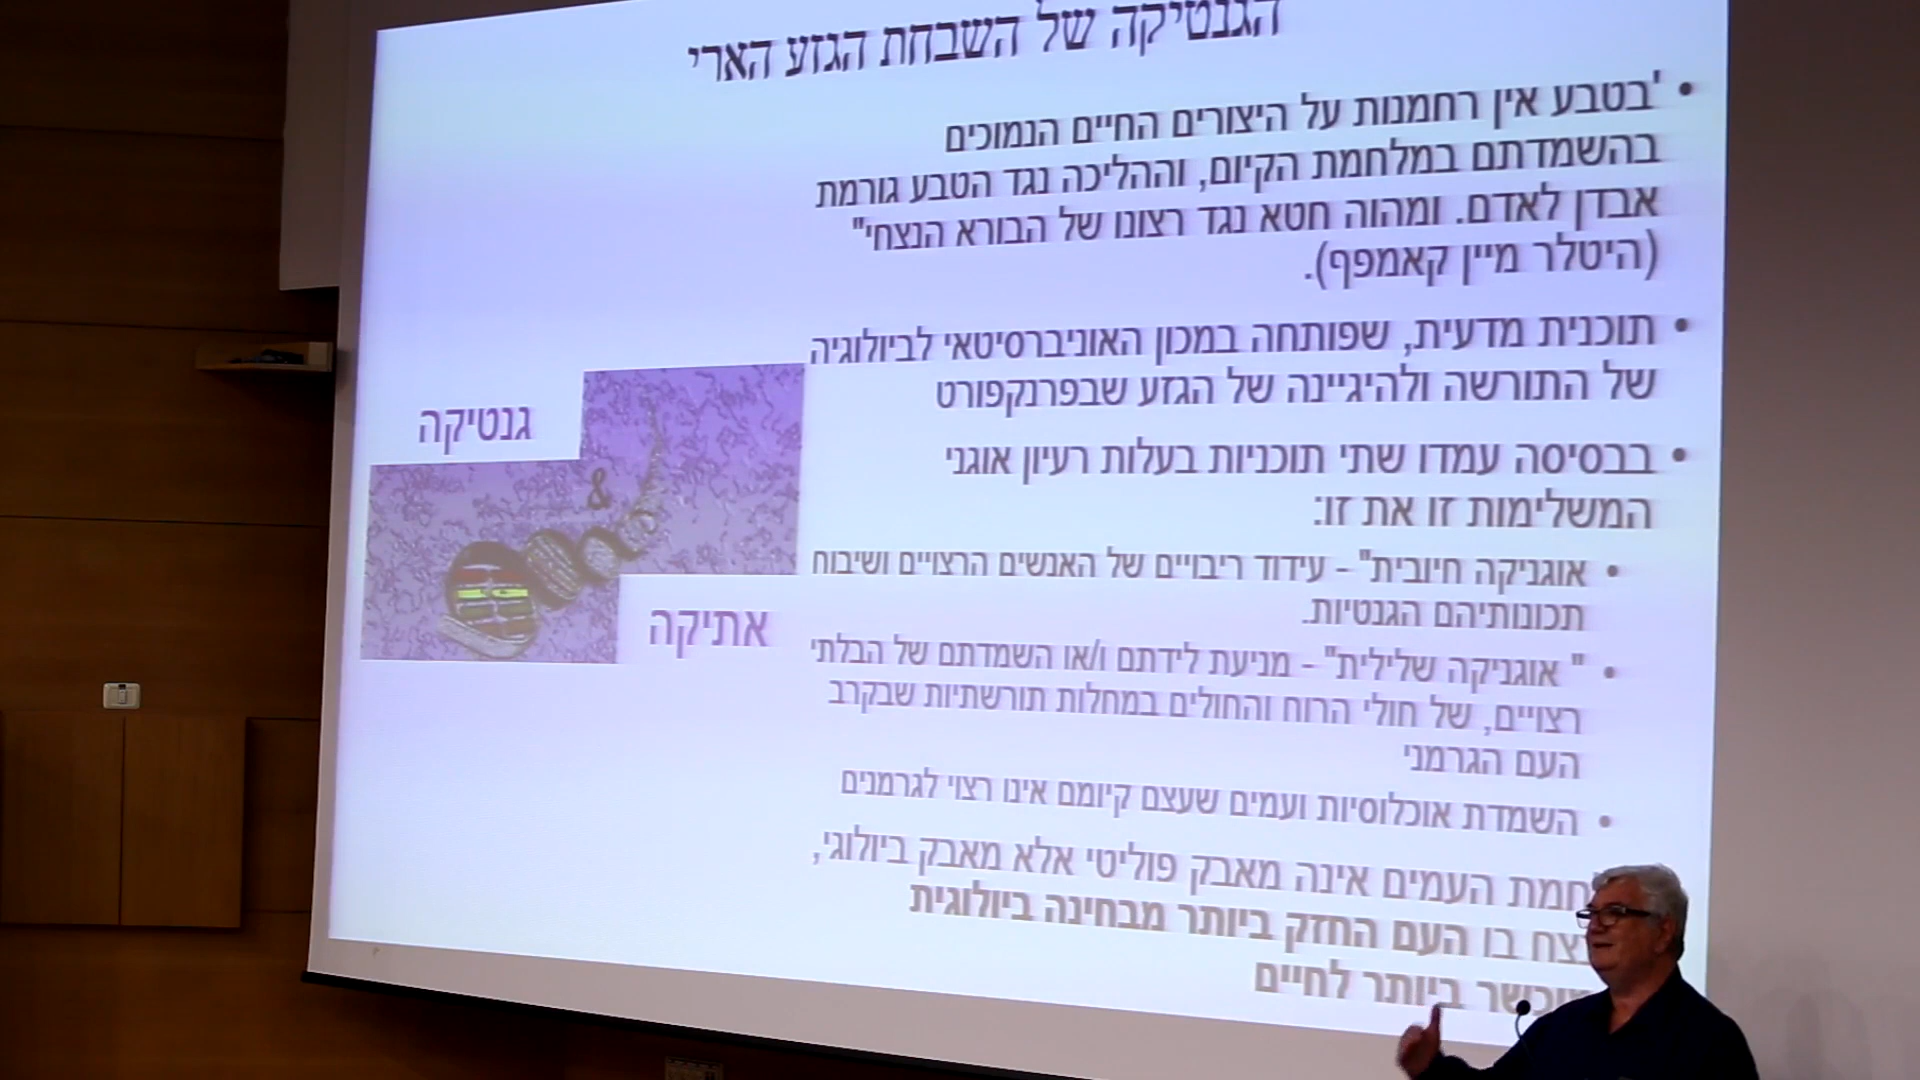 הגנטיקה של השבחת הגזע הארי
• 'בטבע אין רחמנות על היצורים החיים הנמוכים
בהשמדתם במלחמת הקיום, וההליכה נגד הטבע גורמת
אבדן לאדם. ומהוה חטא נגד רצונו של הבורא הנצחי"
(היטלר מיין קאמפף).
• תוכנית מדעית, שפותחה במכון האוניברסיטאי לביולוגיה
של התורשה ולהיגיינה של הגזע שבפרנקפורט
• בבסיסה עמדו שתי תוכניות בעלות רעיון אוגני
המשלימות זו את זו:
• אוגניקה חיובית" – עידוד ריבויים של האנשים הרצויים ושיבוח
תכונותיהם הגנטיות.
• " אוגניקה שלילית" – מניעת לידתם ו/או השמדתם של הבלתי
רצויים, של חולי הרוח והחולים במחלות תורשתיות שבקרב
העם הגרמני
• השמדת אוכלוסיות ועמים שעצם קיומם אינו רצוי לגרמנים
העמים אינה מאבק פוליטי אלא מאבק ביולוגי,
בו העם החזק ביותר מבחינה ביולוגית
ביותר לחיים
גנטיקה
&
אתיקה